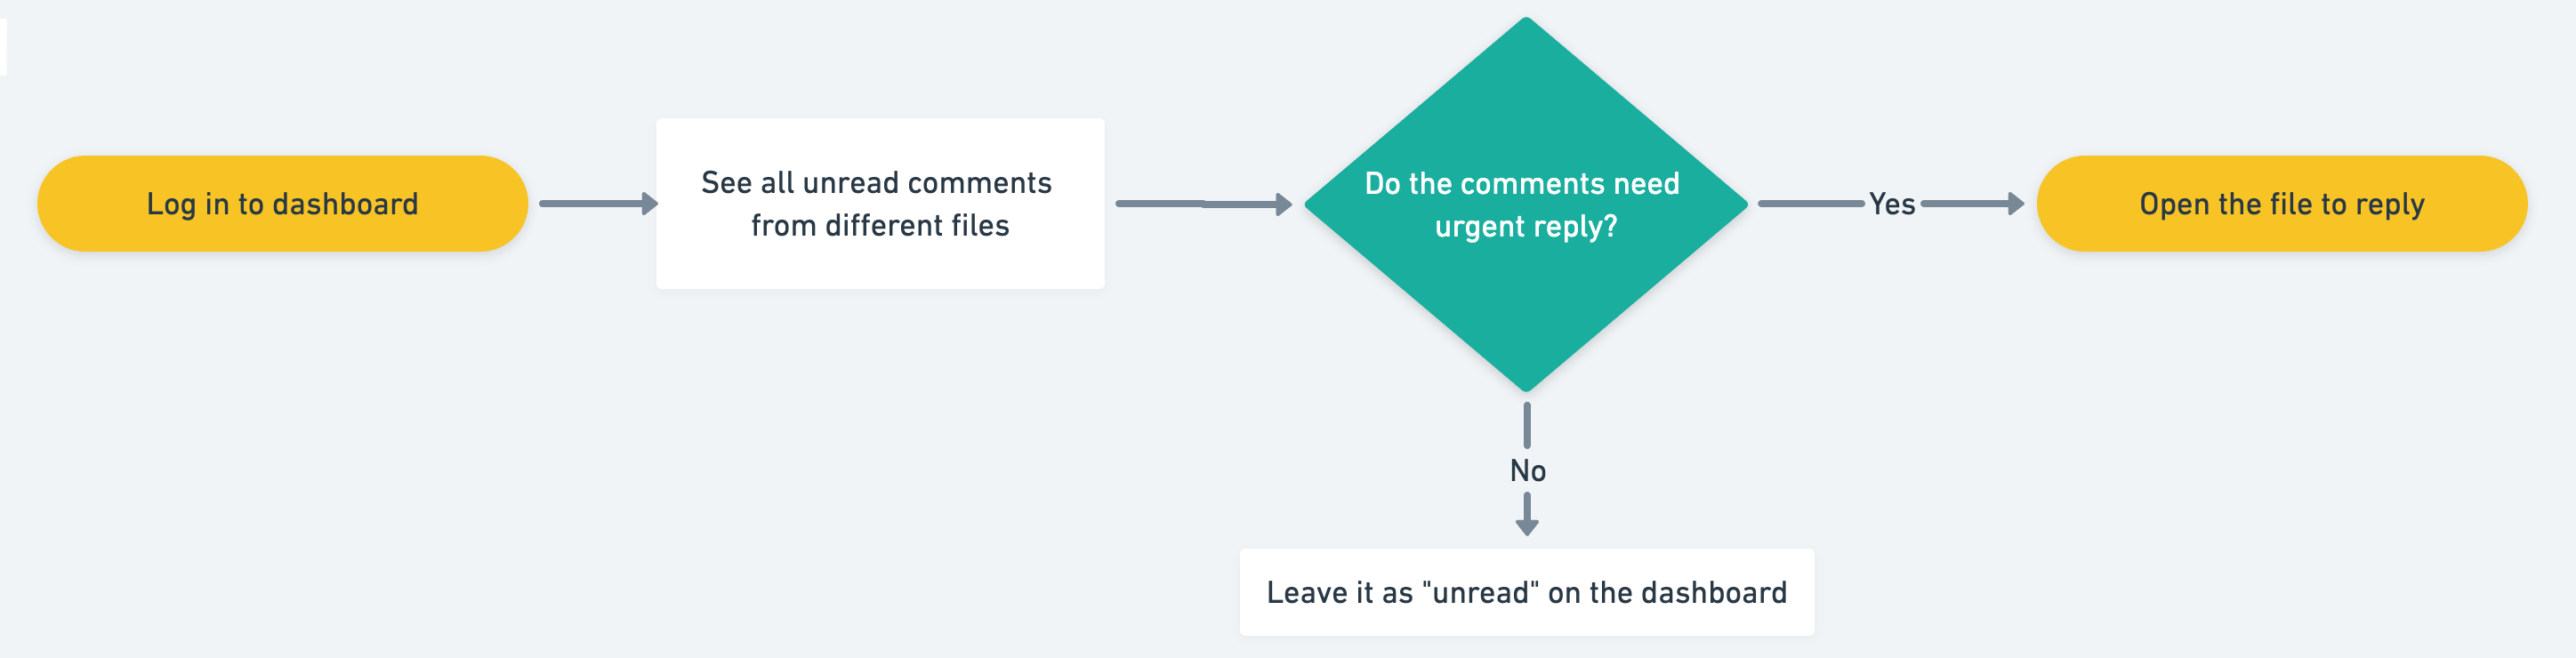 Log in to dashboard
See all unread comments
from different files
Do the comments need
urgent reply?
Yes
Open the file to reply
No
Leave it as "unread" on the dashboard